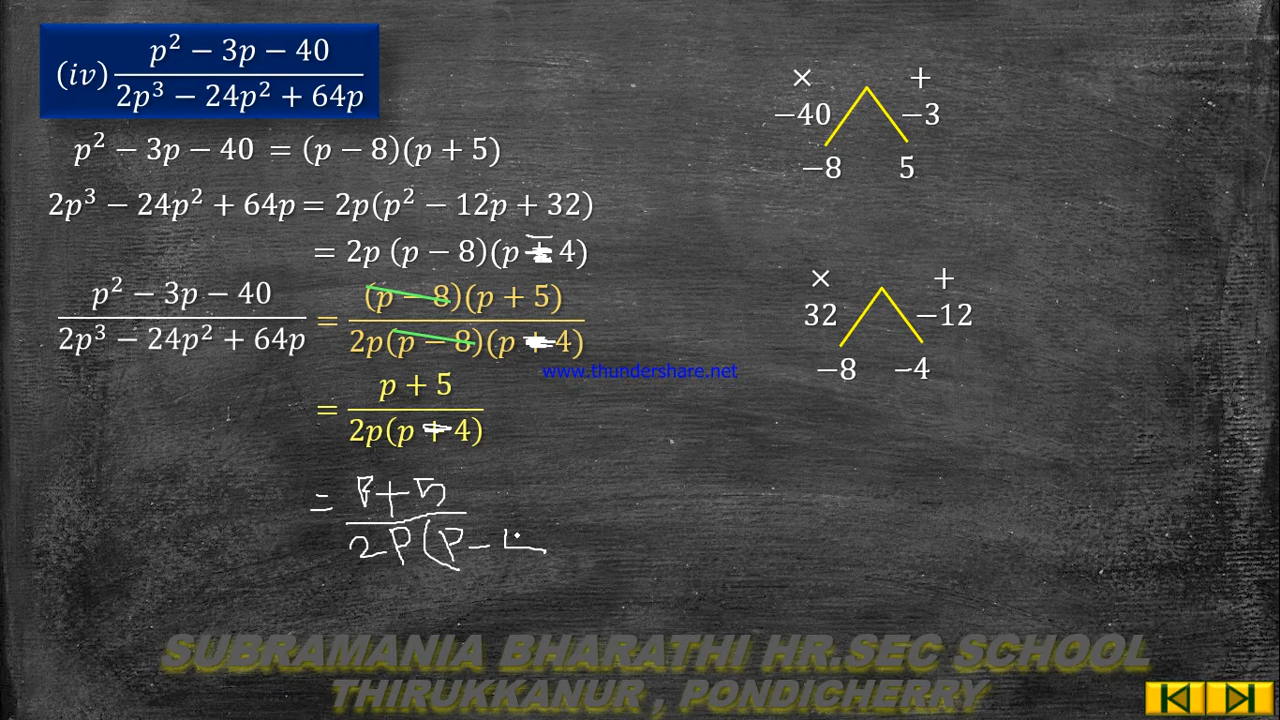 (iv) (p² − 3p − 40)/(2p³ − 24p² + 64p)
p² − 3p − 40 = (p − 8)(p + 5)
2p³ − 24p² + 64p = 2p(p² − 12p + 32)
= 2p (p − 8)(p − 4)
(p² − 3p − 40)/(2p³ − 24p² + 64p) = (p − 8)(p + 5)/2p(p − 8)(p − 4)
www.thundershare.net
= (p + 5)/2p(p − 4)
= (P + 5)/2P(P − 4
× +
−40 −3
−8 5
× +
32 −12
−8 −4
SUBRAMANIA BHARATHI HR.SEC SCHOOL
THIRUKKANUR , PONDICHERRY